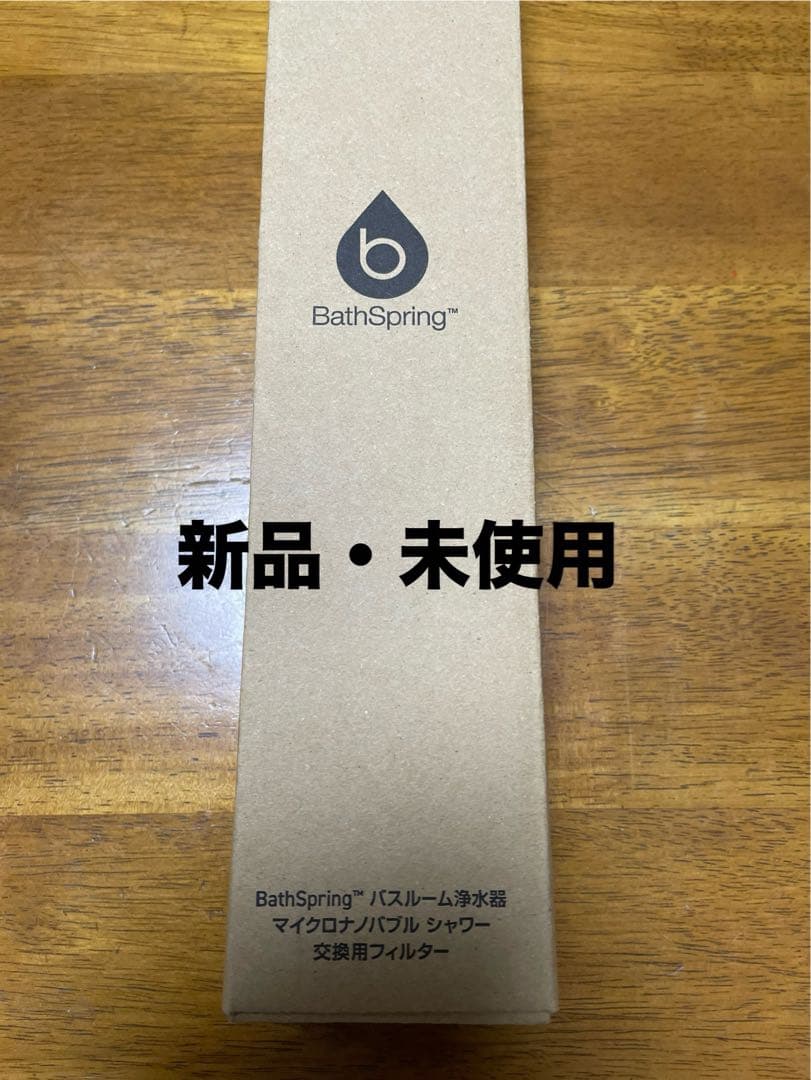 b
BathSpring™
新品・未使用
BathSpring™ バスルーム浄水器
マイクロナノバブル シャワー
交換用フィルター